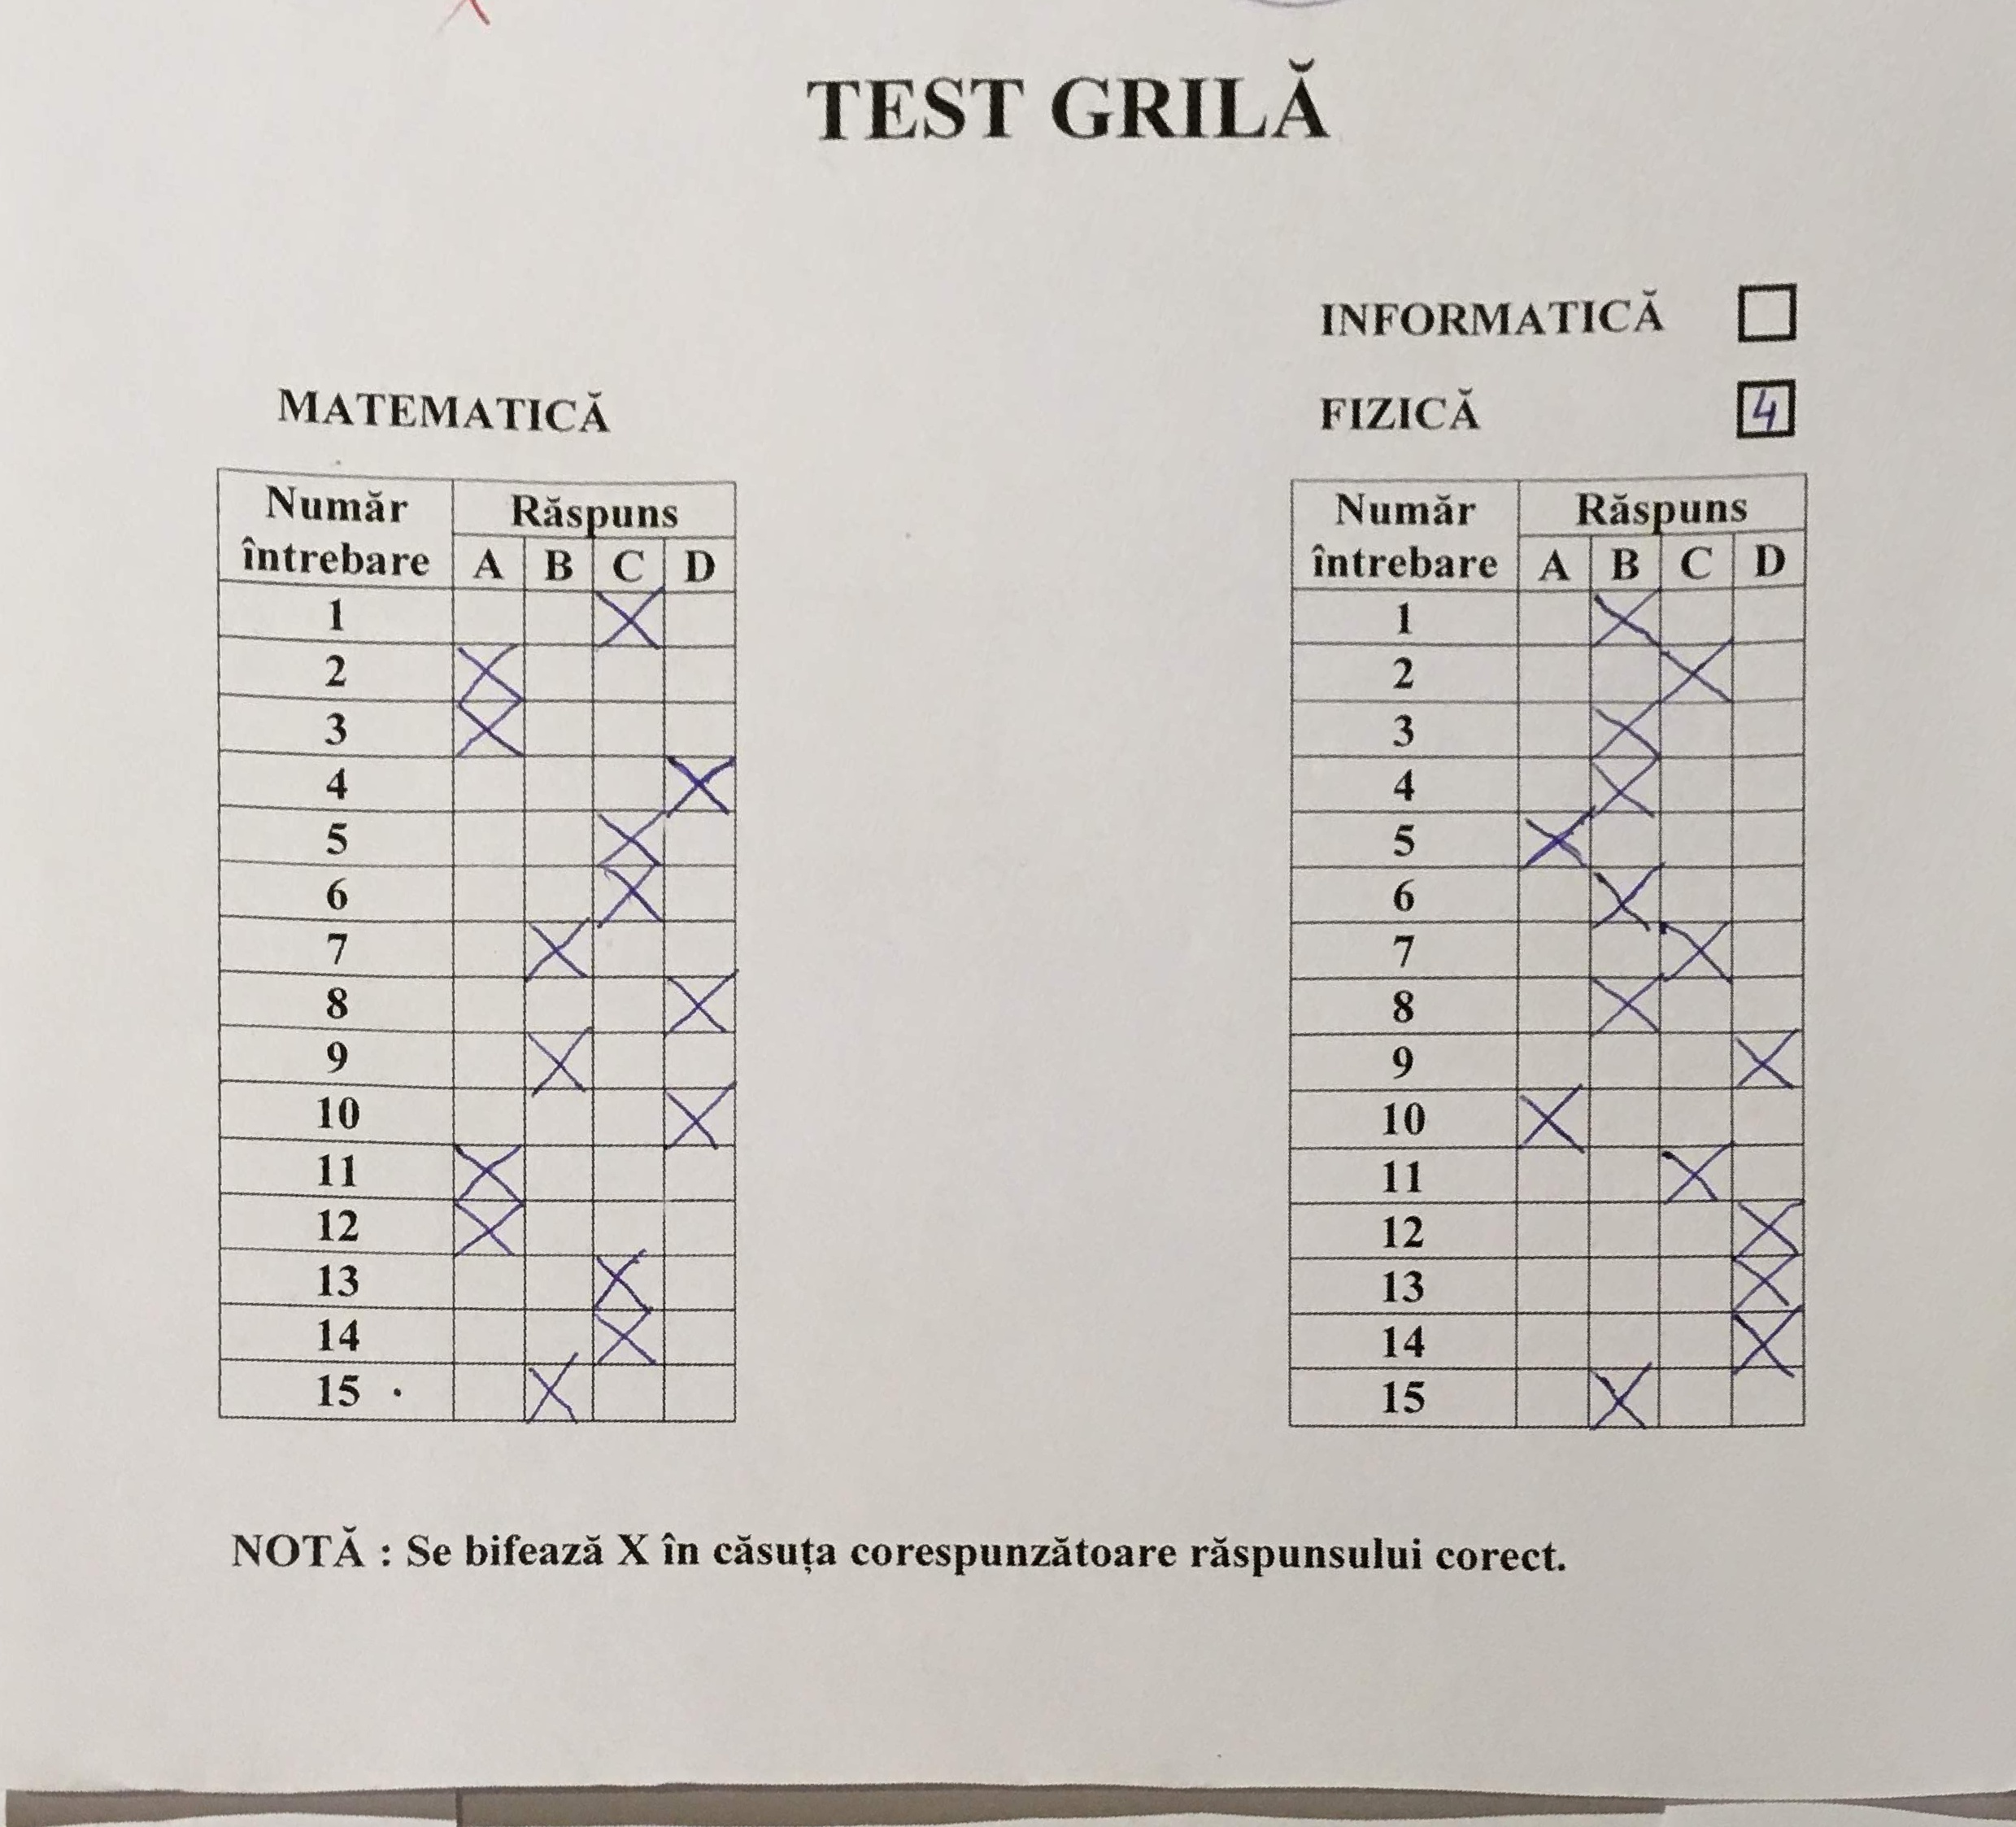 TEST GRILĂ
INFORMATICĂ
MATEMATICĂ
FIZICĂ 4
Număr întrebare Răspuns
A B C D
1 X
2 X
3 X
4 X
5 X
6 X
7 X
8 X
9 X
10 X
11 X
12 X
13 X
14 X
15 X
Număr întrebare Răspuns
A B C D
1 X
2 X
3 X
4 X
5 X
6 X
7 X
8 X
9 X
10 X
11 X
12 X
13 X
14 X
15 X
NOTĂ : Se bifează X în căsuța corespunzătoare răspunsului corect.